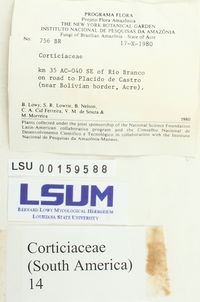 PROGRAMA FLORA
Projeto Flora Amazônica
THE NEW YORK BOTANICAL GARDEN
INSTITUTO NACIONAL DE PESQUISAS DA AMAZÔNIA
Fungi of Brazilian Amazônia - State of Acre
No. 756 BR 17-X-1980
Corticiaceae
km 35 AC-040 SE of Rio Branco
on road to Placido de Castro
(near Bolivian border, Acre).
B. Lowy, S. R. Lowrie, B. Nelson,
C. A. Cid Ferreira, V. M. de Souza &
M. Moreira
1980
Plants collected under the joint sponsorship of the National Science Foundation
Latin-American collaborative program and the Conselho Nacional de
Desenvolvimento Científico e Tecnologico in collaboration with the Instituto
Nacional de Pesquisas da Amazônia-Manaus.
LSU 00159588
LSUM
BERNARD LOWY MYCOLOGICAL HERBARIUM
LOUISIANA STATE UNIVERSITY
Corticiaceae
(South America)
14